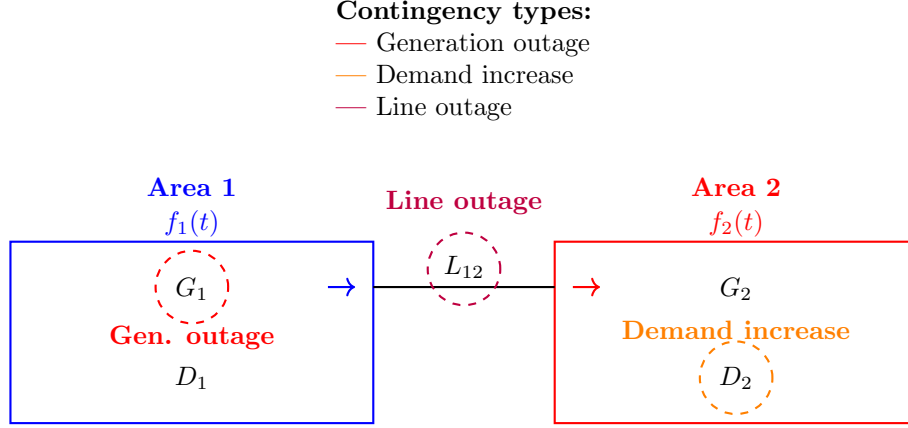 Contingency types:
— Generation outage
— Demand increase
— Line outage
Area 1
f₁(t)
Line outage
Area 2
f₂(t)
G₁
L₁₂
G₂
Gen. outage
Demand increase
D₁
D₂